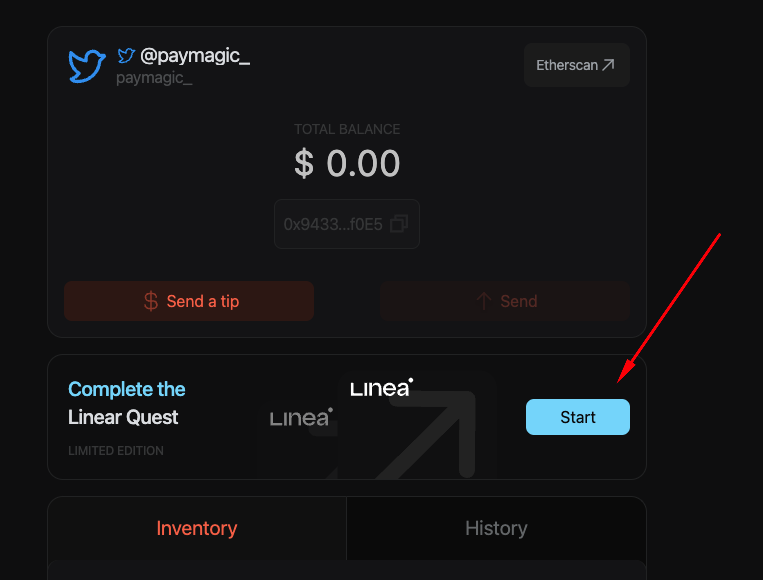 @paymagic_
paymagic_
Etherscan
TOTAL BALANCE
$ 0.00
0x9433...f0E5
$ Send a tip
Send
Complete the
Linear Quest
LIMITED EDITION
Linea
Linea
Start
Inventory
History